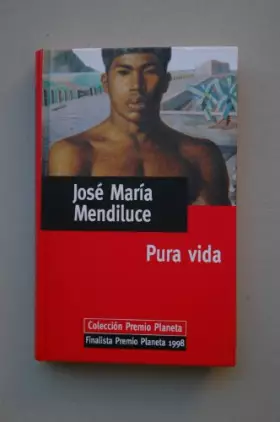 José María
Mendiluce
Pura vida
Colección Premio Planeta
Finalista Premio Planeta 1998